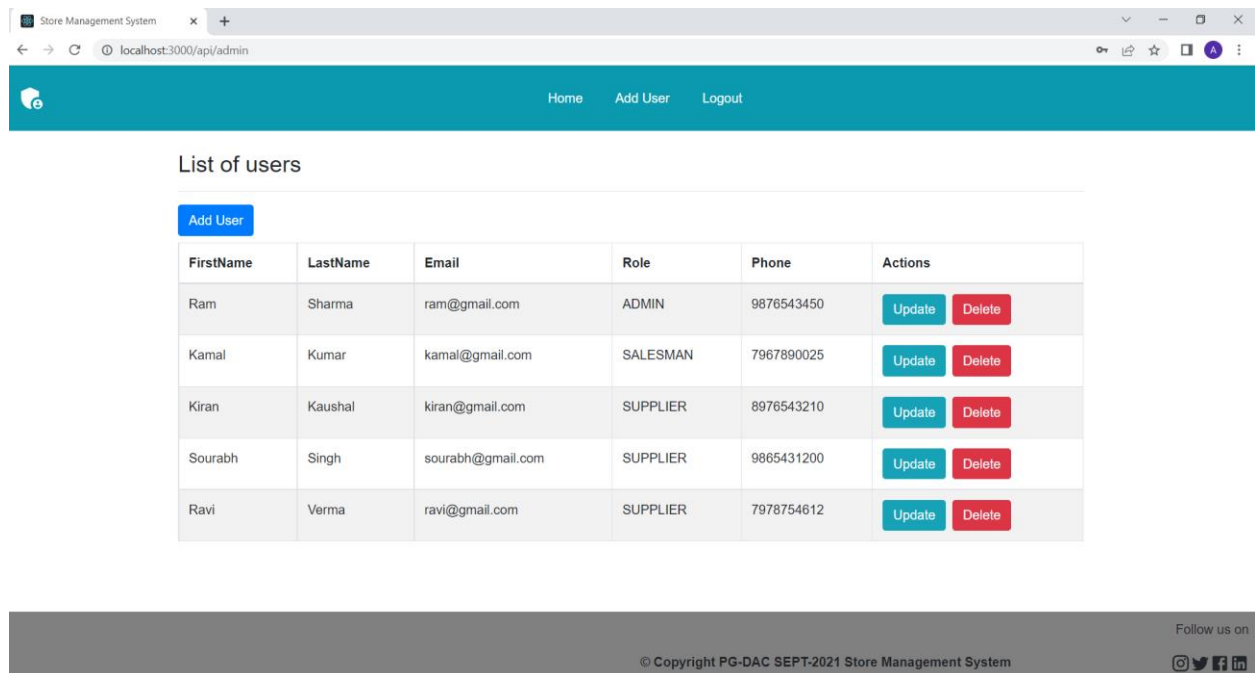 Store Management System
localhost:3000/api/admin
A
Home Add User Logout
List of users
Add User
FirstName LastName Email Role Phone Actions
Ram Sharma ram@gmail.com ADMIN 9876543450 Update Delete
Kamal Kumar kamal@gmail.com SALESMAN 7967890025 Update Delete
Kiran Kaushal kiran@gmail.com SUPPLIER 8976543210 Update Delete
Sourabh Singh sourabh@gmail.com SUPPLIER 9865431200 Update Delete
Ravi Verma ravi@gmail.com SUPPLIER 7978754612 Update Delete
Follow us on
© Copyright PG-DAC SEPT-2021 Store Management System